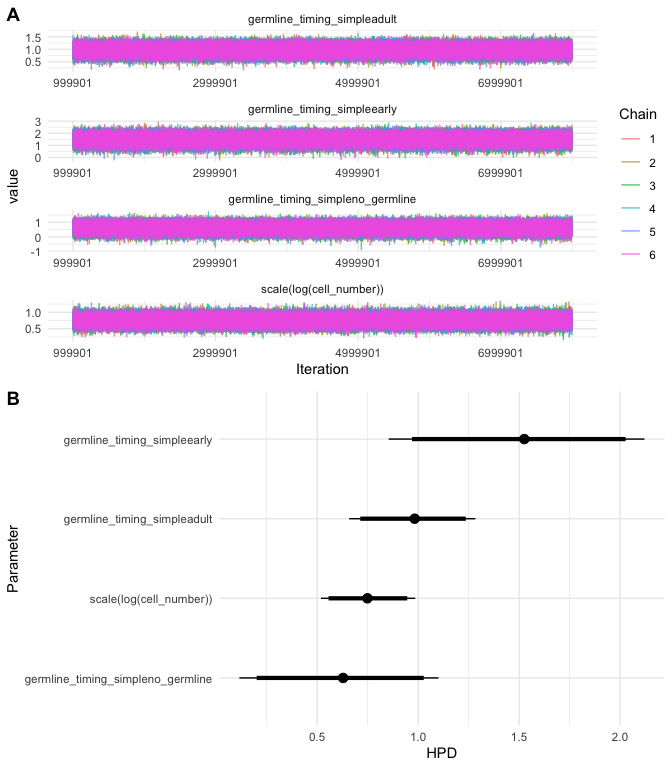 A
germline_timing_simpleadult
1.5
1.0
0.5
999901 2999901 4999901 6999901
germline_timing_simpleearly
3
2
1
0
999901 2999901 4999901 6999901
germline_timing_simpleno_germline
1
0
-1
999901 2999901 4999901 6999901
scale(log(cell_number))
1.0
0.5
999901 2999901 4999901 6999901
value
Iteration
Chain
1
2
3
4
5
6
B
germline_timing_simpleearly
germline_timing_simpleadult
scale(log(cell_number))
germline_timing_simpleno_germline
Parameter
0.5 1.0 1.5 2.0
HPD